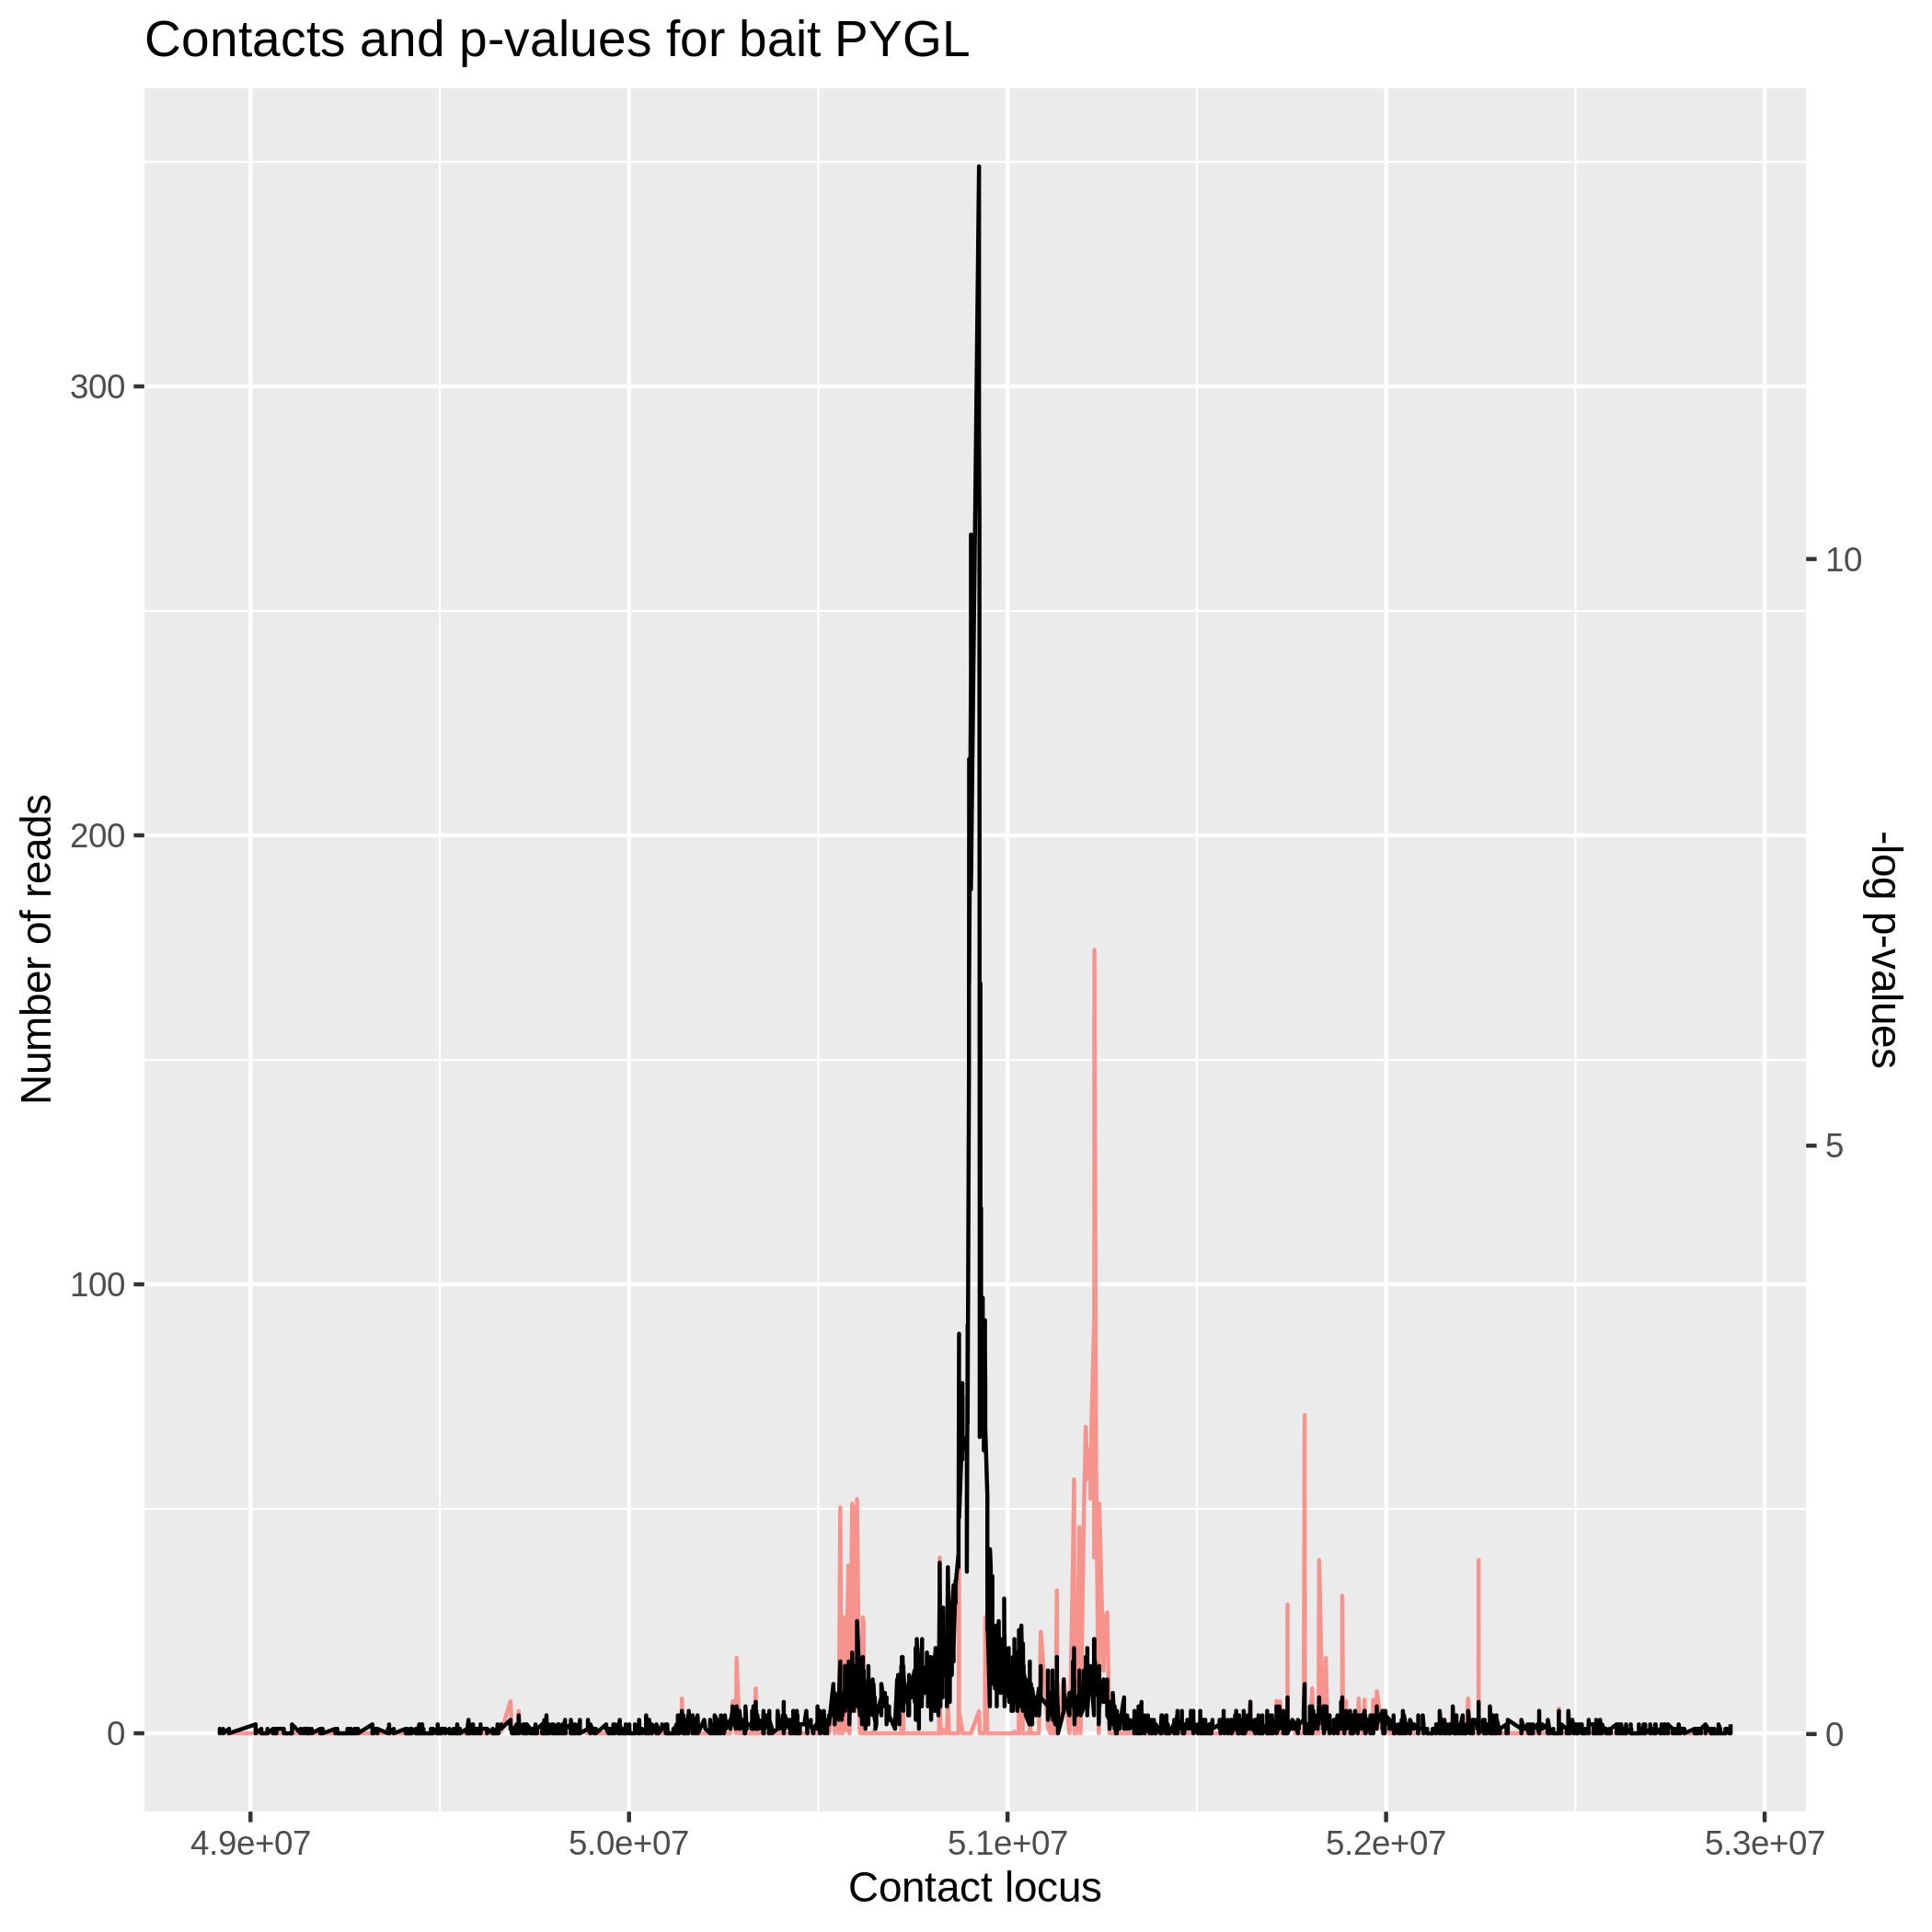 Contacts and p-values for bait PYGL
300
200
100
0
10
5
0
Number of reads
-log p-values
4.9e+07
5.0e+07
5.1e+07
5.2e+07
5.3e+07
Contact locus